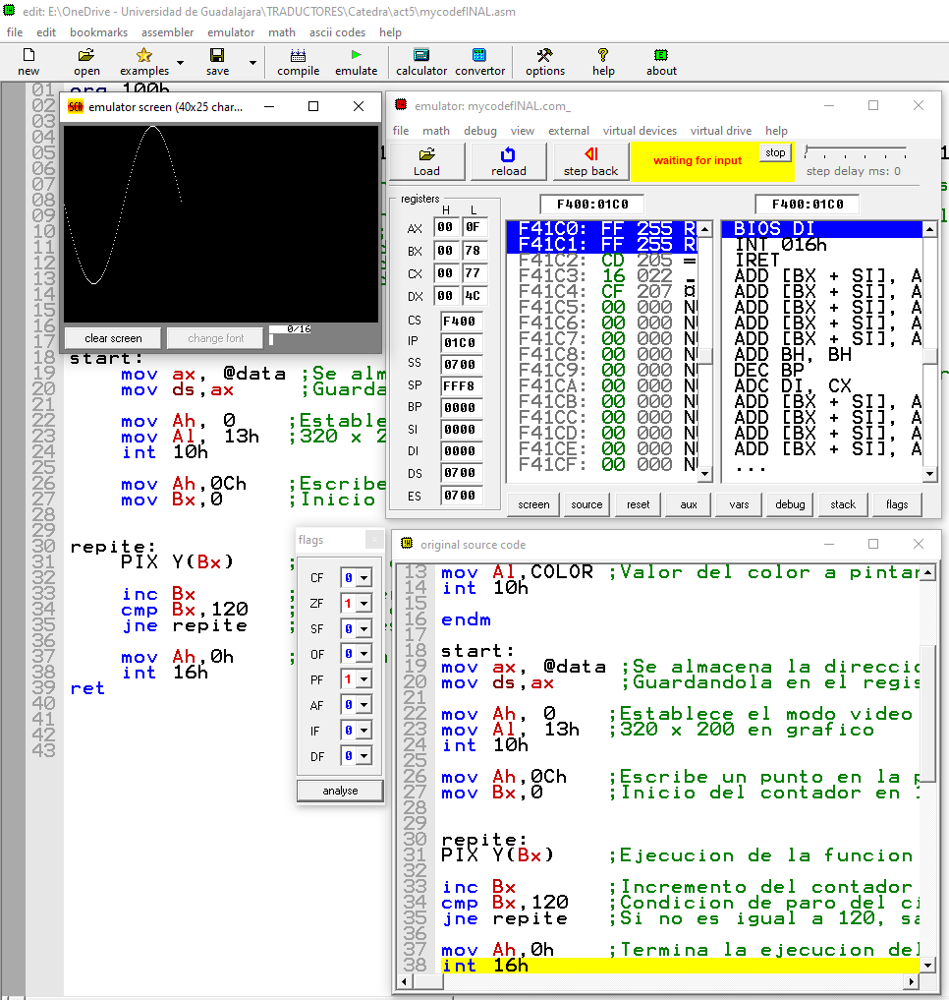 edit: E:\OneDrive - Universidad de Guadalajara\TRADUCTORES\Catedra\act5\mycodefINAL.asm
file edit bookmarks assembler emulator math ascii codes help
new open examples save compile emulate calculator convertor options help about
01 org 100h
02
03
04
05
06
07
08
09
10
11
12
13
14
15
16
17
18 start:
19 mov ax, @data ;Se alm
20 mov ds,ax ;Guarda
21
22 mov Ah, 0 ;Estable
23 mov Al, 13h ;320 x 2
24 int 10h
25
26 mov Ah,0Ch ;Escribe
27 mov Bx,0 ;Inicio
28
29
30 repite:
31 PIX Y(Bx) ;
32
33 inc Bx ;
34 cmp Bx,120 ;
35 jne repite ;
36
37 mov Ah,0h ;
38 int 16h
39 ret
40
41
42
43
emulator screen (40x25 char...
clear screen change font 0/16
emulator: mycodefINAL.com_
file math debug view external virtual devices virtual drive help
Load reload step back waiting for input stop step delay ms: 0
registers F400:01C0 F400:01C0
H L
AX 00 0F
BX 00 78
CX 00 77
DX 00 4C
CS F400
IP 01C0
SS 0700
SP FFF8
BP 0000
SI 0000
DI 0000
DS 0700
ES 0700
F41C0: FF 255 R
F41C1: FF 255 R
F41C2: CD 205 =
F41C3: 16 022 _
F41C4: CF 207 ¤
F41C5: 00 000 N
F41C6: 00 000 N
F41C7: 00 000 N
F41C8: 00 000 N
F41C9: 00 000 N
F41CA: 00 000 N
F41CB: 00 000 N
F41CC: 00 000 N
F41CD: 00 000 N
F41CE: 00 000 N
F41CF: 00 000 N
BIOS DI
INT 016h
IRET
ADD [BX + SI], A
ADD [BX + SI], A
ADD [BX + SI], A
ADD [BX + SI], A
ADD [BX + SI], A
ADD BH, BH
DEC BP
ADC DI, CX
ADD [BX + SI], A
ADD [BX + SI], A
ADD [BX + SI], A
ADD [BX + SI], A
...
screen source reset aux vars debug stack flags
flags
CF 0
ZF 1
SF 0
OF 0
PF 1
AF 0
IF 0
DF 0
analyse
original source code
13 mov Al,COLOR ;Valor del color a pintar
14 int 10h
15
16 endm
17
18 start:
19 mov ax, @data ;Se almacena la direcci
20 mov ds,ax ;Guardandola en el regis
21
22 mov Ah, 0 ;Establece el modo video
23 mov Al, 13h ;320 x 200 en grafico
24 int 10h
25
26 mov Ah,0Ch ;Escribe un punto en la p
27 mov Bx,0 ;Inicio del contador en
28
29
30 repite:
31 PIX Y(Bx) ;Ejecucion de la funcion
32
33 inc Bx ;Incremento del contador
34 cmp Bx,120 ;Condicion de paro del ci
35 jne repite ;Si no es igual a 120, sa
36
37 mov Ah,0h ;Termina la ejecucion del
38 int 16h